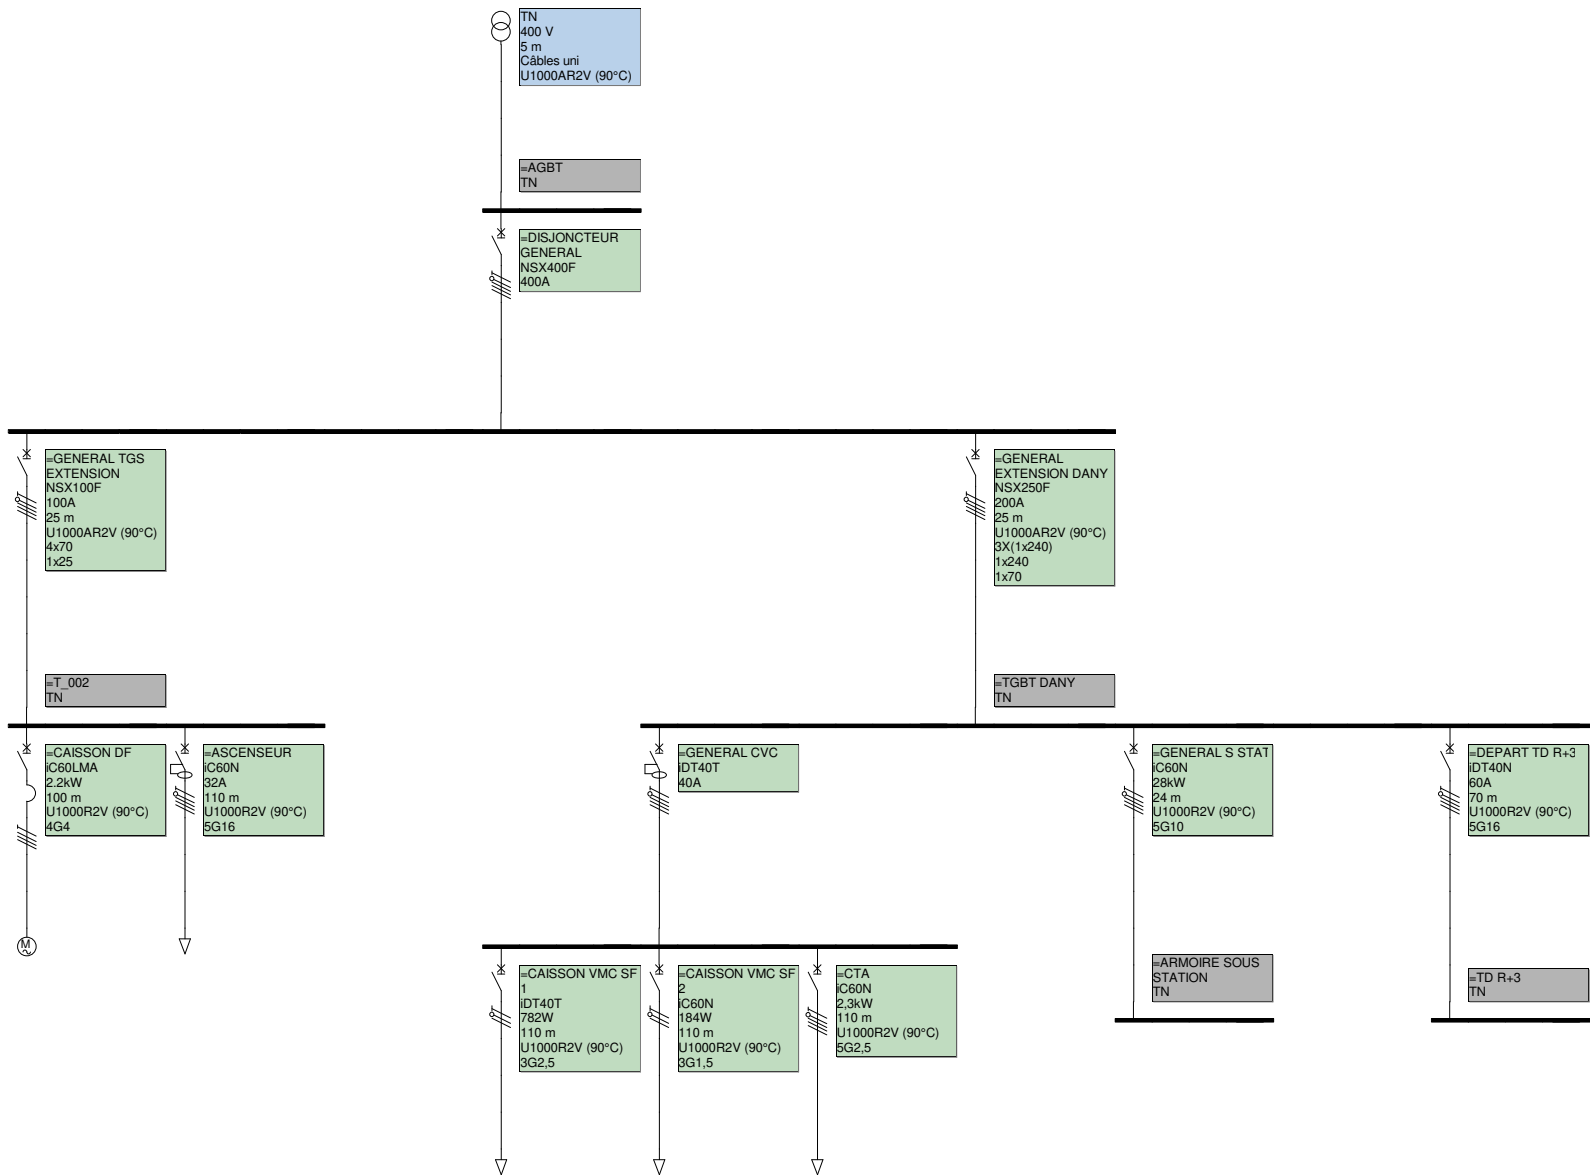 TN
400 V
5 m
Câbles uni
U1000AR2V (90°C)
=AGBT
TN
=DISJONCTEUR
GENERAL
NSX400F
400A
=GENERAL TGS
EXTENSION
NSX100F
100A
25 m
U1000AR2V (90°C)
4x70
1x25
=GENERAL
EXTENSION DANY
NSX250F
200A
25 m
U1000AR2V (90°C)
3X(1x240)
1x240
1x70
=T_002
TN
=TGBT DANY
TN
=CAISSON DF
iC60LMA
2.2kW
100 m
U1000R2V (90°C)
4G4
=ASCENSEUR
iC60N
32A
110 m
U1000R2V (90°C)
5G16
=GENERAL CVC
iDT40T
40A
=GENERAL S STAT
iC60N
28kW
24 m
U1000R2V (90°C)
5G10
=DEPART TD R+3
iDT40N
60A
70 m
U1000R2V (90°C)
5G16
M
=CAISSON VMC SF
1
iDT40T
782W
110 m
U1000R2V (90°C)
3G2,5
=CAISSON VMC SF
2
iC60N
184W
110 m
U1000R2V (90°C)
3G1,5
=CTA
iC60N
2,3kW
110 m
U1000R2V (90°C)
5G2,5
=ARMOIRE SOUS
STATION
TN
=TD R+3
TN